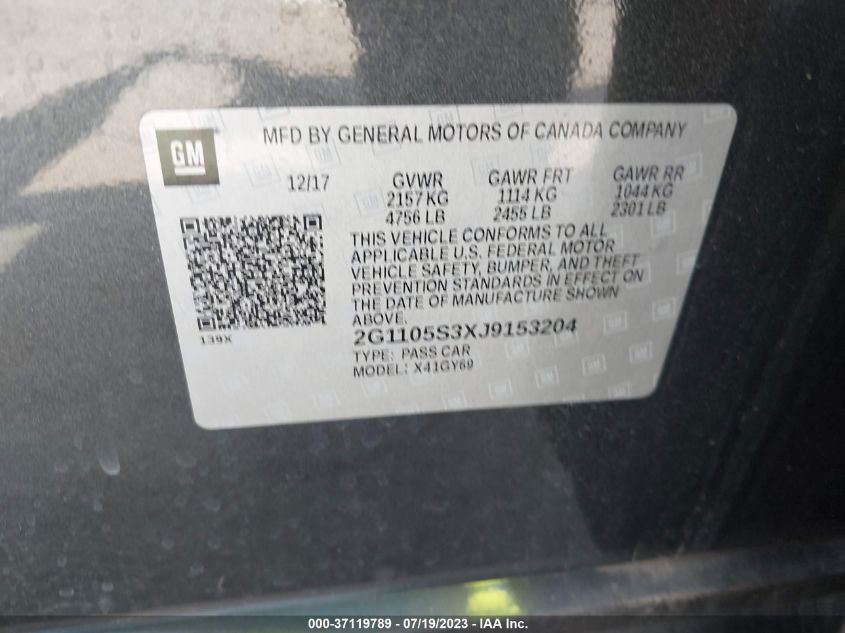 GM
MFD BY GENERAL MOTORS OF CANADA COMPANY
12/17 GVWR GAWR FRT GAWR RR
2157 KG 1114 KG 1044 KG
4756 LB 2455 LB 2301 LB
THIS VEHICLE CONFORMS TO ALL
APPLICABLE U.S. FEDERAL MOTOR
VEHICLE SAFETY, BUMPER, AND THEFT
PREVENTION STANDARDS IN EFFECT ON
THE DATE OF MANUFACTURE SHOWN
ABOVE.
139X
2G1105S3XJ9153204
TYPE: PASS CAR
MODEL: X41GY69
000-37119789 - 07/19/2023 - IAAI Inc.